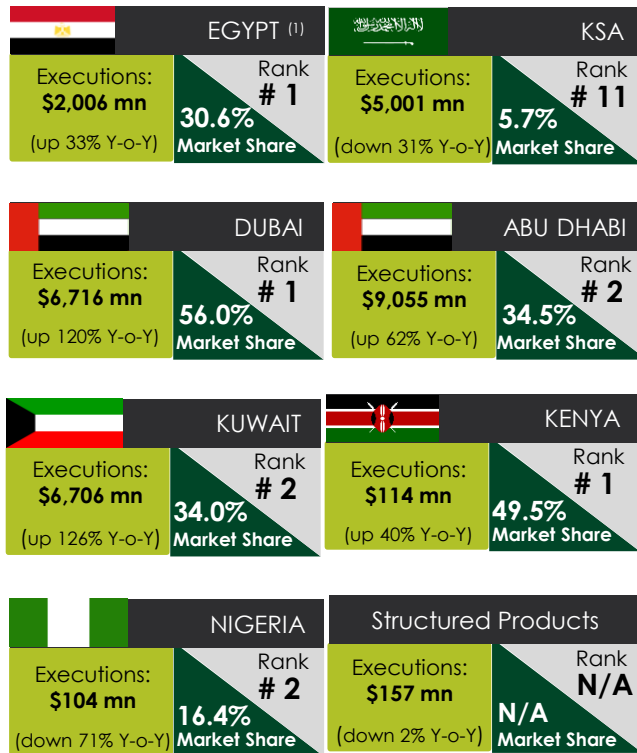 EGYPT (1)
Executions:
$2,006 mn
(up 33% Y-o-Y)
Rank
# 1
30.6%
Market Share
KSA
Executions:
$5,001 mn
(down 31% Y-o-Y)
Rank
# 11
5.7%
Market Share
DUBAI
Executions:
$6,716 mn
(up 120% Y-o-Y)
Rank
# 1
56.0%
Market Share
ABU DHABI
Executions:
$9,055 mn
(up 62% Y-o-Y)
Rank
# 2
34.5%
Market Share
KUWAIT
Executions:
$6,706 mn
(up 126% Y-o-Y)
Rank
# 2
34.0%
Market Share
KENYA
Executions:
$114 mn
(up 40% Y-o-Y)
Rank
# 1
49.5%
Market Share
NIGERIA
Executions:
$104 mn
(down 71% Y-o-Y)
Rank
# 2
16.4%
Market Share
Structured Products
Executions:
$157 mn
(down 2% Y-o-Y)
Rank
N/A
N/A
Market Share